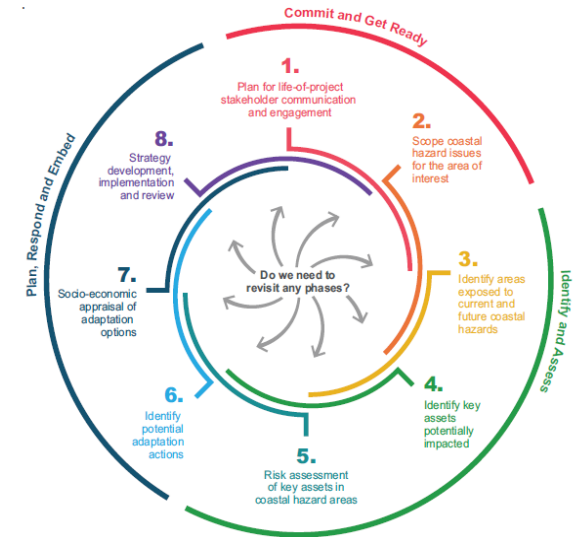 Commit and Get Ready
1.
Plan for life-of-project
stakeholder communication
and engagement
2.
Scope coastal
hazard issues
for the area of
interest
Identify and Assess
3.
Identify areas
exposed to
current and
future coastal
hazards
4.
Identify key
assets
potentially
impacted
5.
Risk assessment
of key assets in
coastal hazard areas
Plan, Respond and Embed
6.
Identify
potential
adaptation
actions
7.
Socio-economic
appraisal of
adaptation
options
8.
Strategy
development,
implementation
and review
Do we need to
revisit any phases?